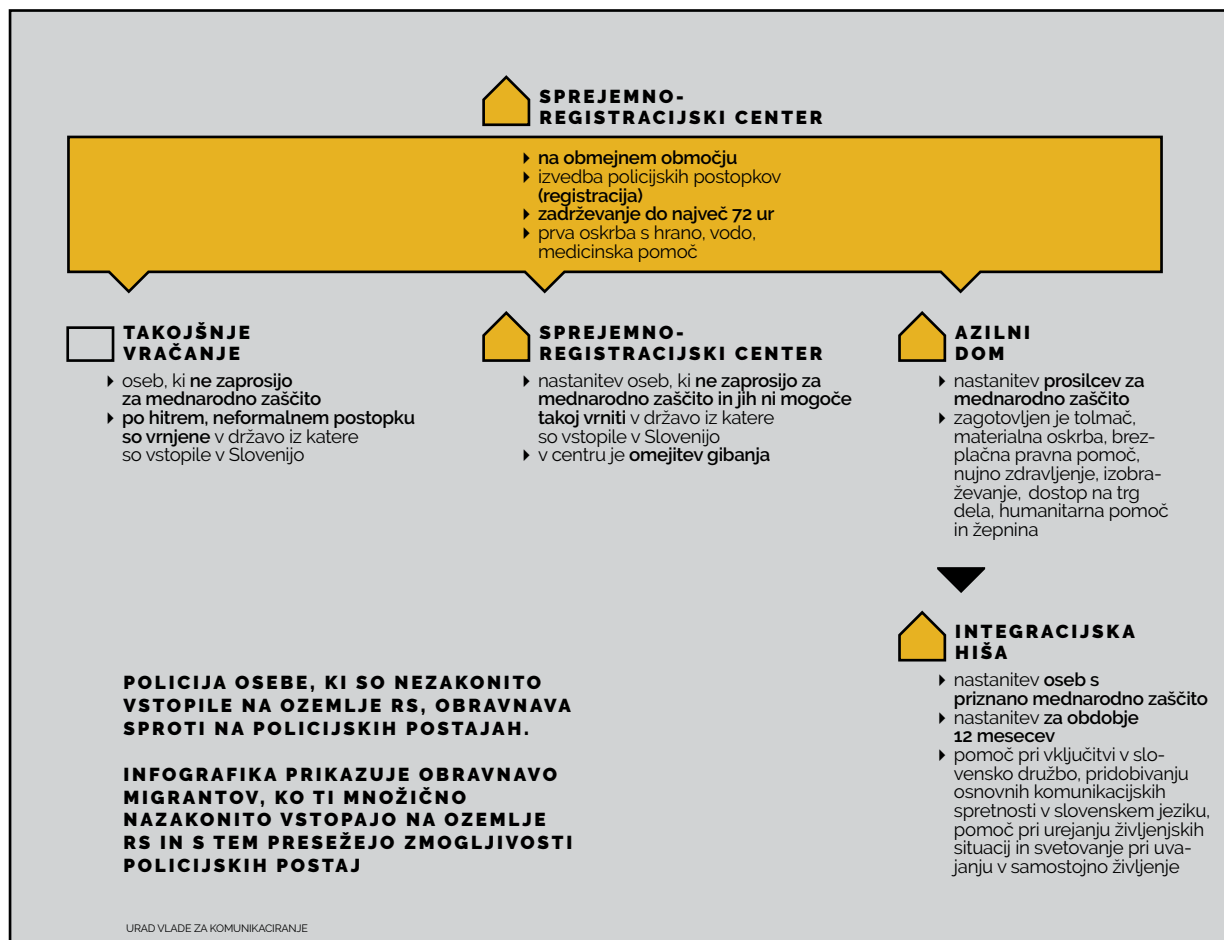 SPREJEMNO-
REGISTRACIJSKI CENTER
na obmejnem območju
izvedba policijskih postopkov
(registracija)
zadrževanje do največ 72 ur
prva oskrba s hrano, vodo,
medicinska pomoč
TAKOJŠNJE
VRAČANJE
oseb, ki ne zaprosijo
za mednarodno zaščito
po hitrem, neformalnem postopku
so vrnjene v državo iz katere
so vstopile v Slovenijo
SPREJEMNO-
REGISTRACIJSKI CENTER
nastanitev oseb, ki ne zaprosijo za
mednarodno zaščito in jih ni mogoče
takoj vrniti v državo iz katere
so vstopile v Slovenijo
v centru je omejitev gibanja
AZILNI
DOM
nastanitev prosilcev za
mednarodno zaščito
zagotovljen je tolmač,
materialna oskrba, brez-
plačna pravna pomoč,
nujno zdravljenje, izobra-
ževanje, dostop na trg
dela, humanitarna pomoč
in žepnina
INTEGRACIJSKA
HIŠA
nastanitev oseb s
priznano mednarodno zaščito
nastanitev za obdobje
12 mesecev
pomoč pri vključitvi v slo-
vensko družbo, pridobivanju
osnovnih komunikacijskih
spretnosti v slovenskem jeziku,
pomoč pri urejanju življenjskih
situacij in svetovanje pri uva-
janju v samostojno življenje
POLICIJA OSEBE, KI SO NEZAKONITO
VSTOPILE NA OZEMLJE RS, OBRAVNAVA
SPROTI NA POLICIJSKIH POSTAJAH.
INFOGRAFIKA PRIKAZUJE OBRAVNAVO
MIGRANTOV, KO TI MNOŽIČNO
NAZAKONITO VSTOPAJO NA OZEMLJE
RS IN S TEM PRESEŽEJO ZMOGLJIVOSTI
POLICIJSKIH POSTAJ
URAD VLADE ZA KOMUNIKACIRANJE